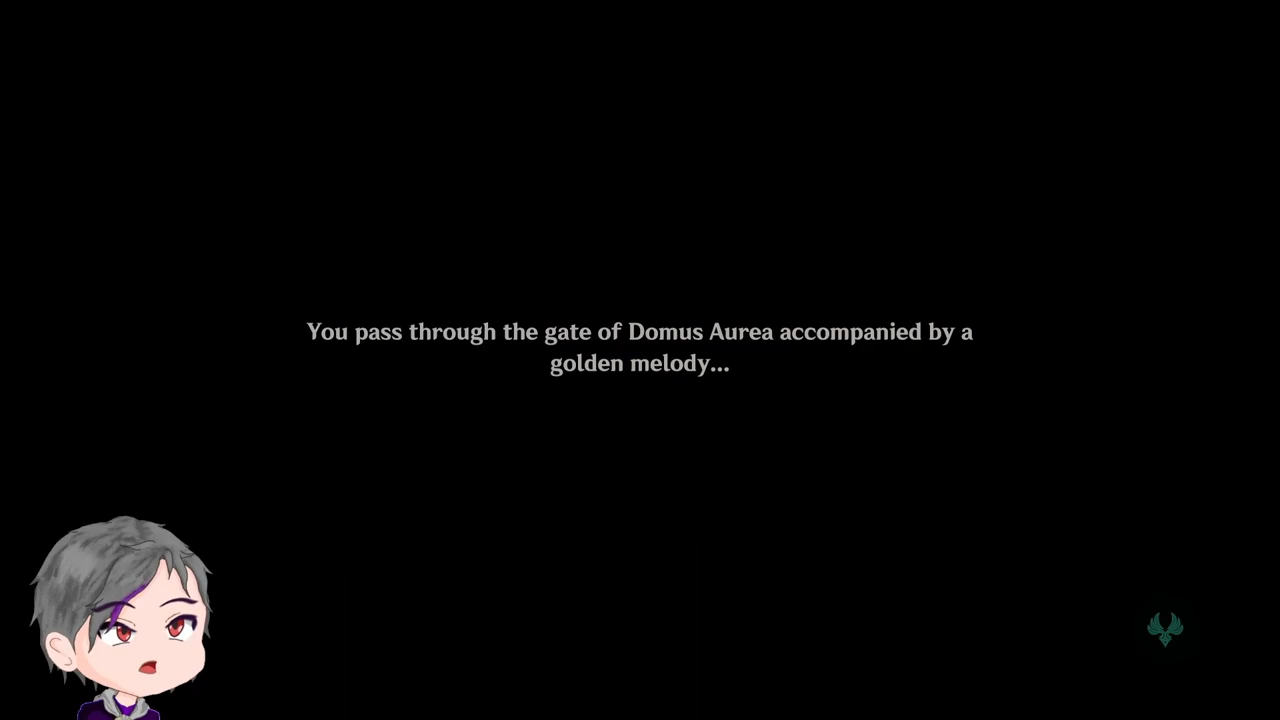 You pass through the gate of Domus Aurea accompanied by a
golden melody...